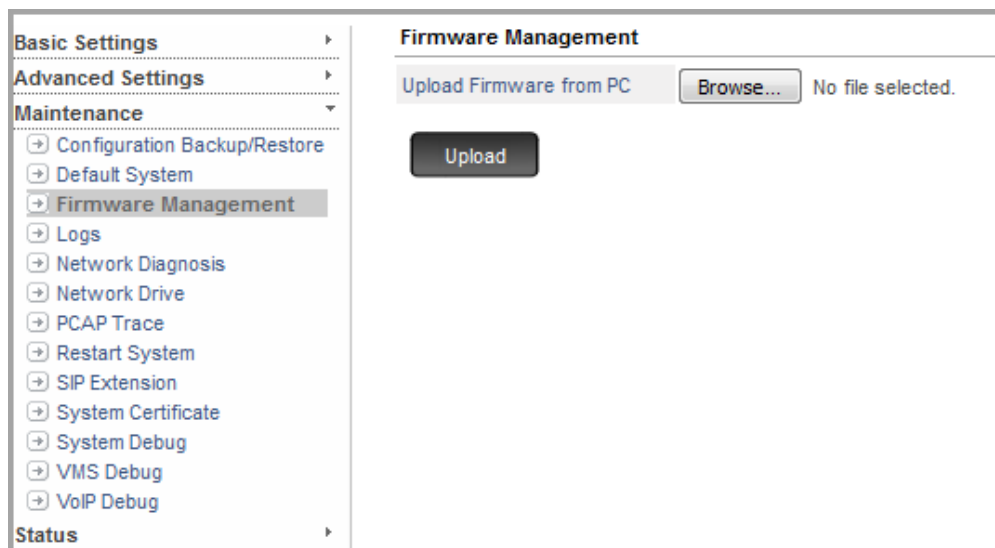 Basic Settings
Advanced Settings
Maintenance
Configuration Backup/Restore
Default System
Firmware Management
Logs
Network Diagnosis
Network Drive
PCAP Trace
Restart System
SIP Extension
System Certificate
System Debug
VMS Debug
VoIP Debug
Status
Firmware Management
Upload Firmware from PC Browse... No file selected.
Upload